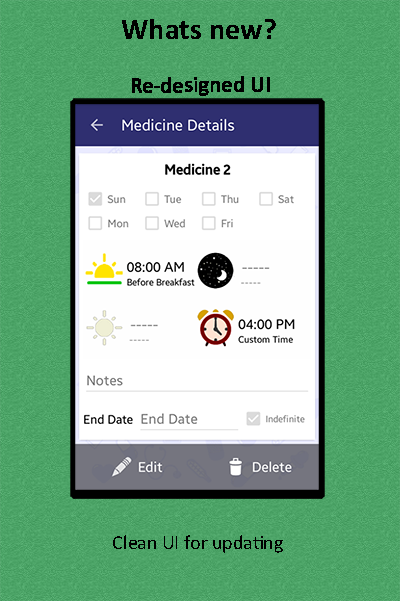 Whats new?
Re-designed UI
Medicine Details
Medicine 2
Sun Tue Thu Sat
Mon Wed Fri
08:00 AM -----
Before Breakfast -----
----- 04:00 PM
----- Custom Time
Notes
End Date End Date Indefinite
Edit Delete
Clean UI for updating